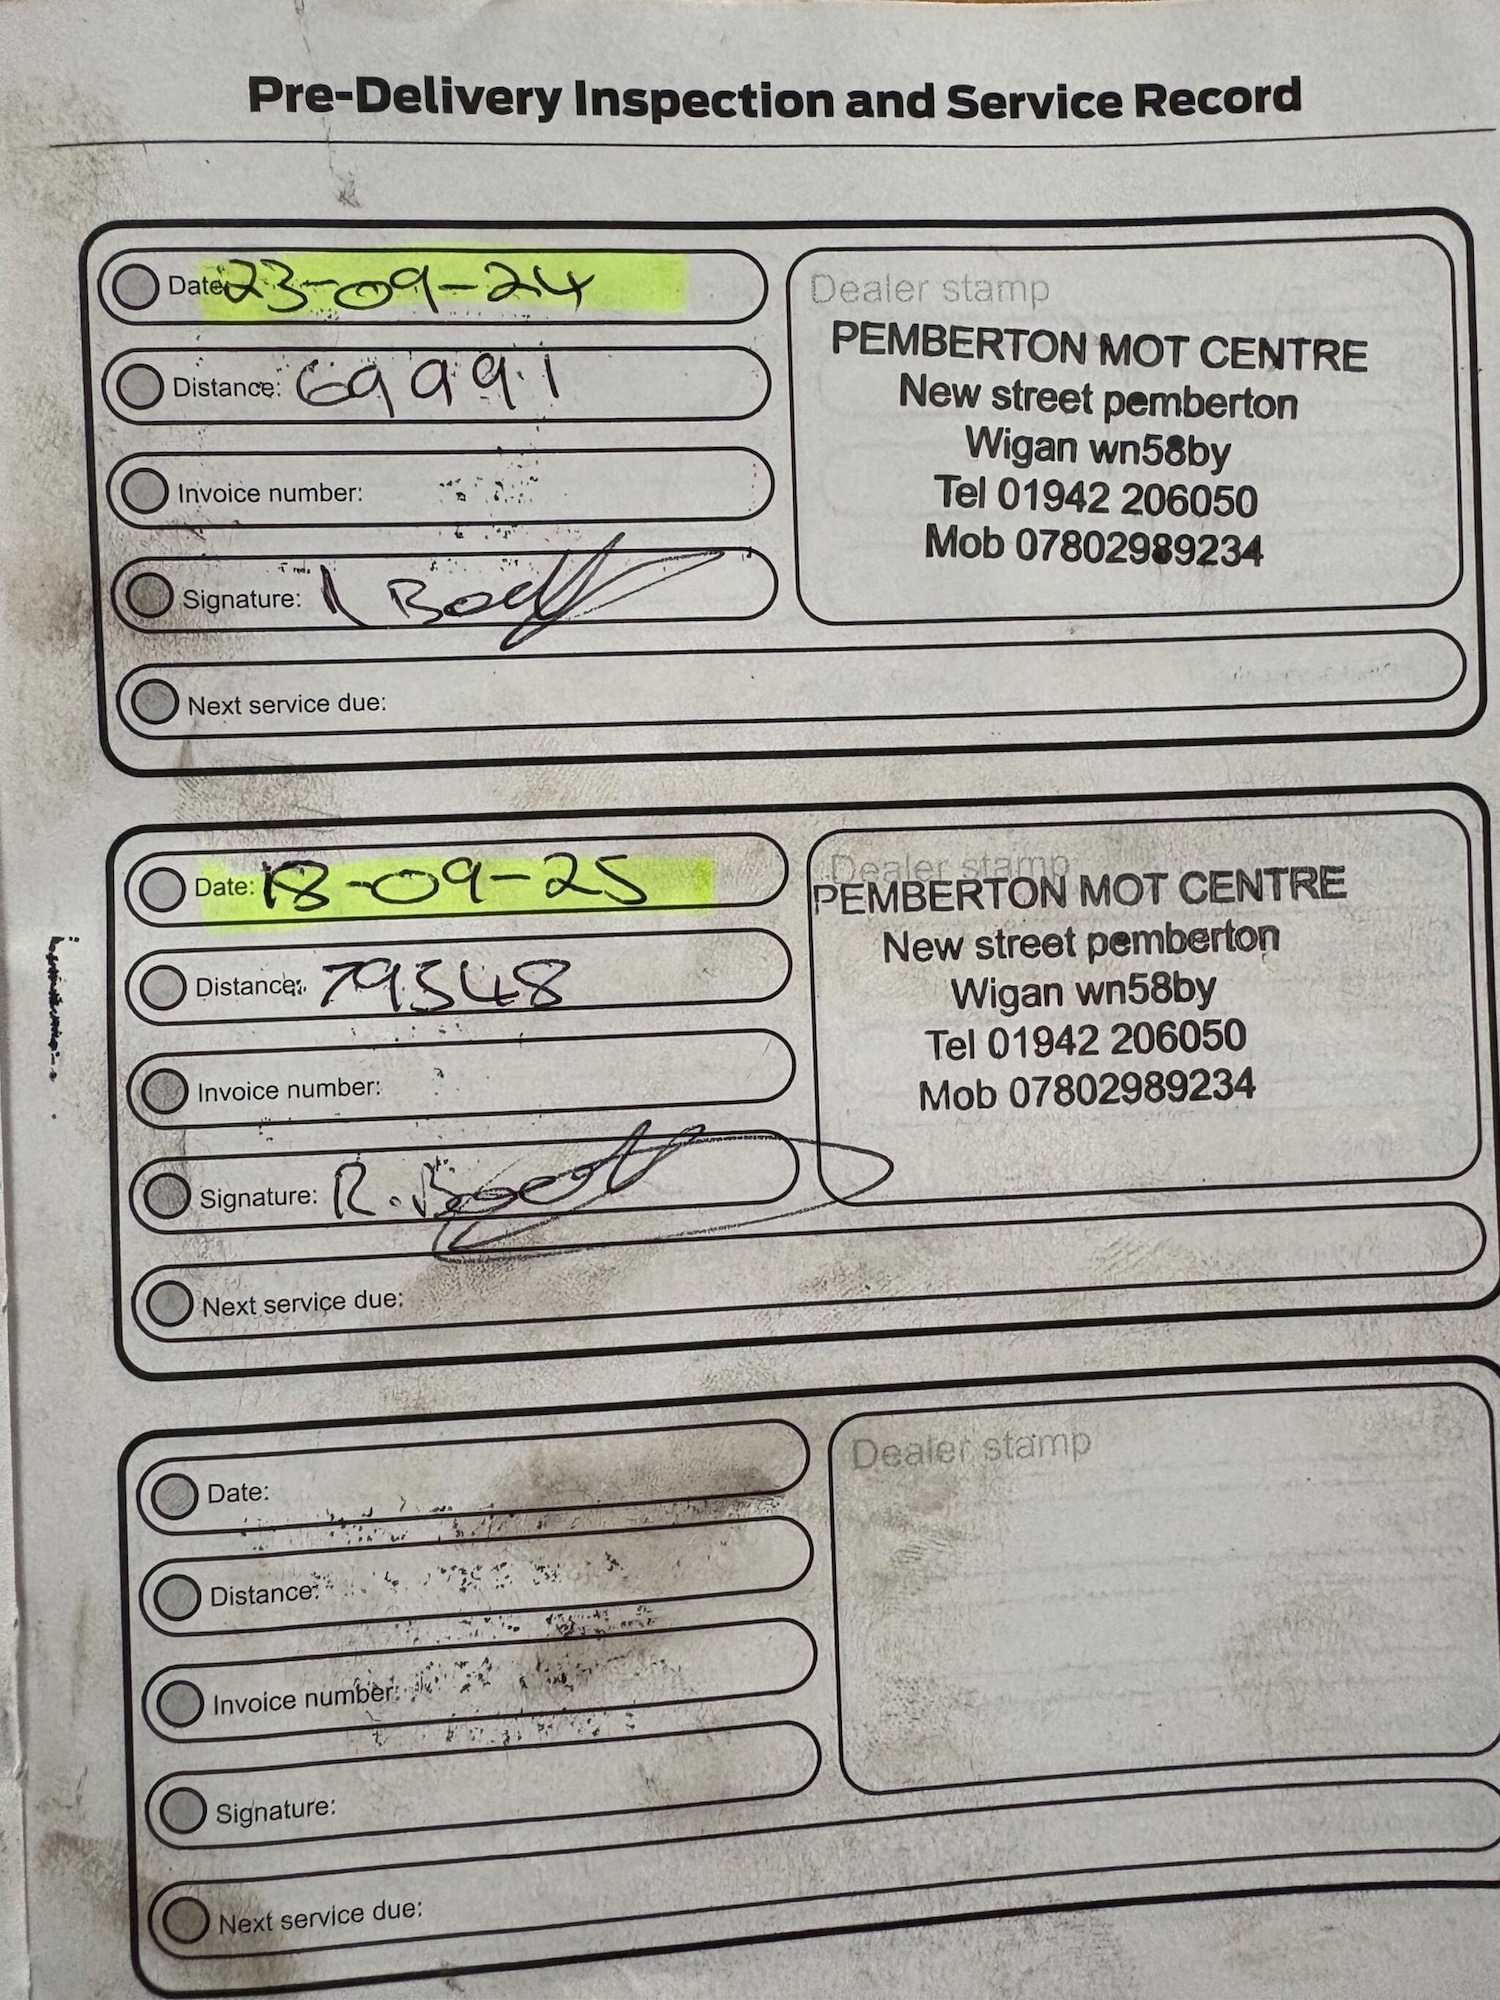 Pre-Delivery Inspection and Service Record
Date: 23-09-24
Distance: 69991
Invoice number:
Signature:
Next service due:
Dealer stamp
PEMBERTON MOT CENTRE
New street pemberton
Wigan wn58by
Tel 01942 206050
Mob 07802989234
Date: 18-09-25
Distance: 79548
Invoice number:
Signature: R.
Next service due:
Dealer stamp
PEMBERTON MOT CENTRE
New street pemberton
Wigan wn58by
Tel 01942 206050
Mob 07802989234
Date:
Distance:
Invoice number:
Signature:
Next service due:
Dealer stamp